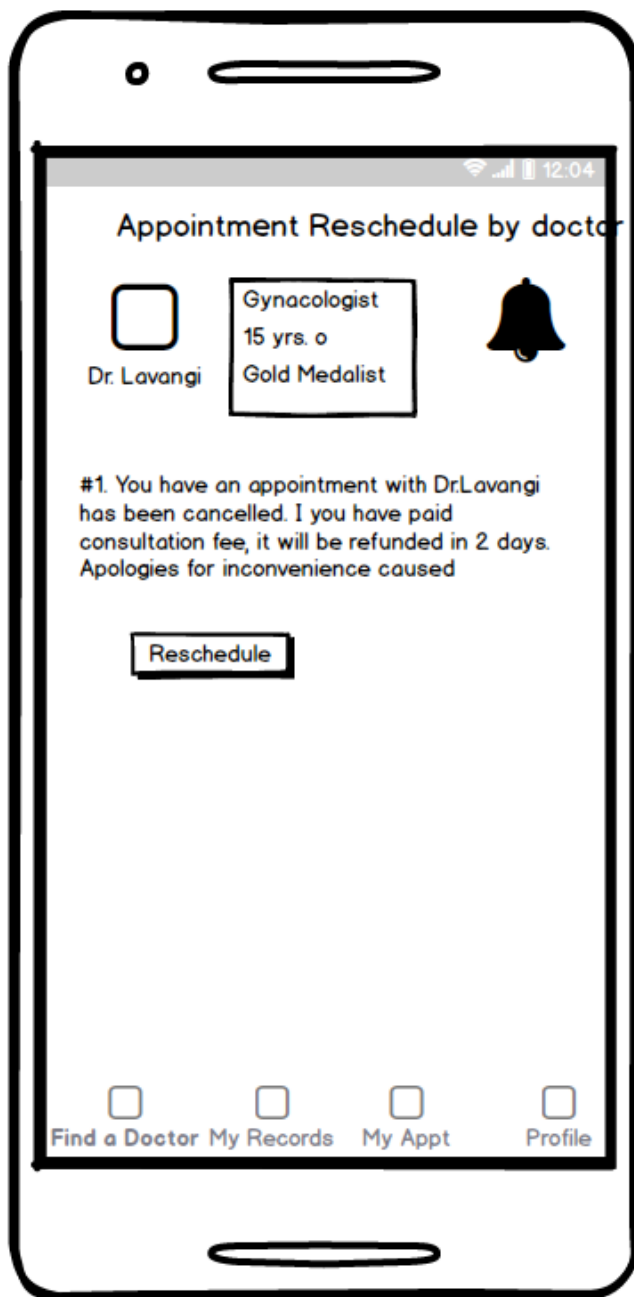 12:04
Appointment Reschedule by doctor
Gynacologist
15 yrs. o
Gold Medalist
Dr. Lavangi
#1. You have an appointment with Dr.Lavangi
has been cancelled. I you have paid
consultation fee, it will be refunded in 2 days.
Apologies for inconvenience caused
Reschedule
Find a Doctor My Records My Appt Profile